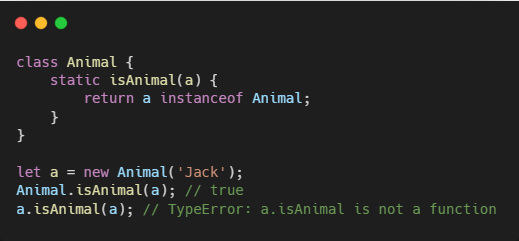 class Animal {
    static isAnimal(a) {
        return a instanceof Animal;
    }
}

let a = new Animal('Jack');
Animal.isAnimal(a); // true
a.isAnimal(a); // TypeError: a.isAnimal is not a function